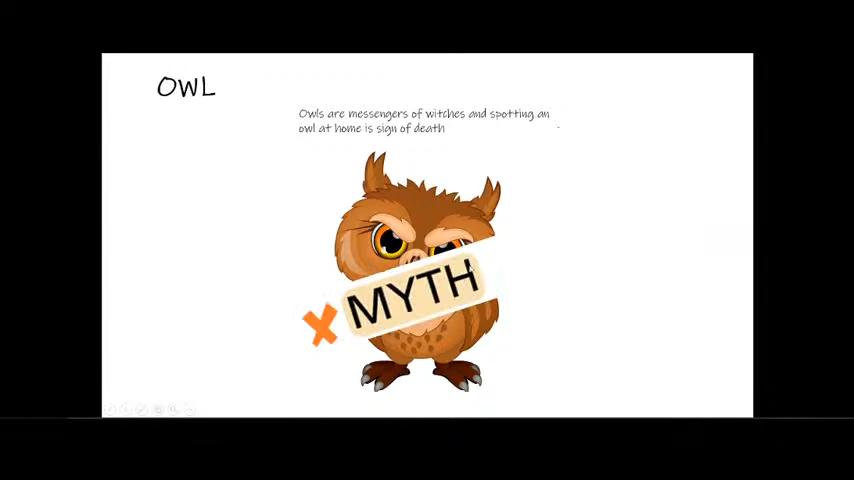 OWL
Owls are messengers of witches and spotting an
owl at home is sign of death
MYTH